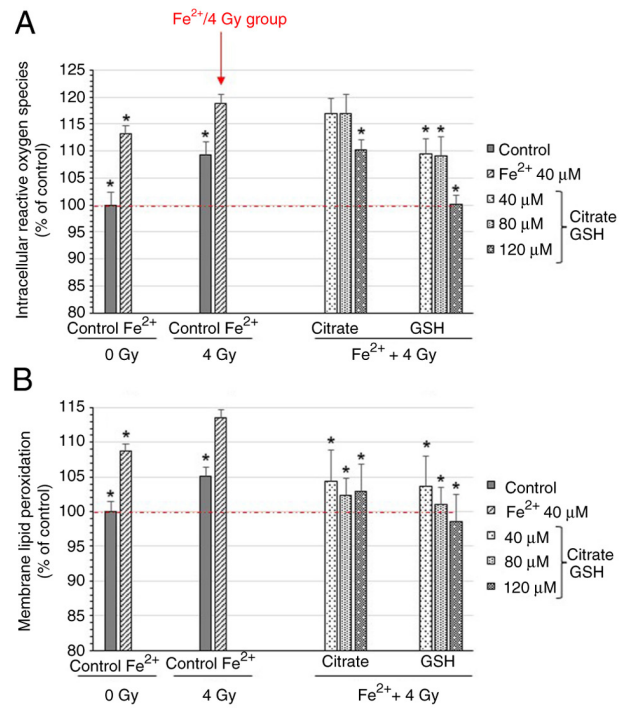 A
Fe²⁺/4 Gy group
Intracellular reactive oxygen species
(% of control)
125
120
115
110
105
100
95
90
85
80
* * * * * * * *
Control Fe²⁺ Control Fe²⁺ Citrate GSH
0 Gy 4 Gy Fe²⁺ + 4 Gy
Control
Fe²⁺ 40 μM
40 μM
80 μM
120 μM
Citrate
GSH
B
Membrane lipid peroxidation
(% of control)
115
110
105
100
95
90
85
80
* * * * * * * * *
Control Fe²⁺ Control Fe²⁺ Citrate GSH
0 Gy 4 Gy Fe²⁺ + 4 Gy
Control
Fe²⁺ 40 μM
40 μM
80 μM
120 μM
Citrate
GSH